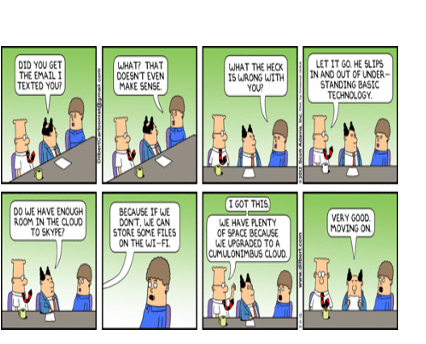 DID YOU GET
THE EMAIL I
TEXTED YOU?
WHAT? THAT
DOESN'T EVEN
MAKE SENSE.
WHAT THE HECK
IS WRONG WITH
YOU?
LET IT GO. HE SLIPS
IN AND OUT OF UNDER-
STANDING BASIC
TECHNOLOGY.
DO WE HAVE ENOUGH
ROOM IN THE CLOUD
TO SKYPE?
BECAUSE IF WE
DON'T, WE CAN
STORE SOME FILES
ON THE WI-FI.
I GOT THIS.
WE HAVE PLENTY
OF SPACE BECAUSE
WE UPGRADED TO A
CUMULONIMBUS CLOUD.
www.dilbert.com
VERY GOOD.
MOVING ON.